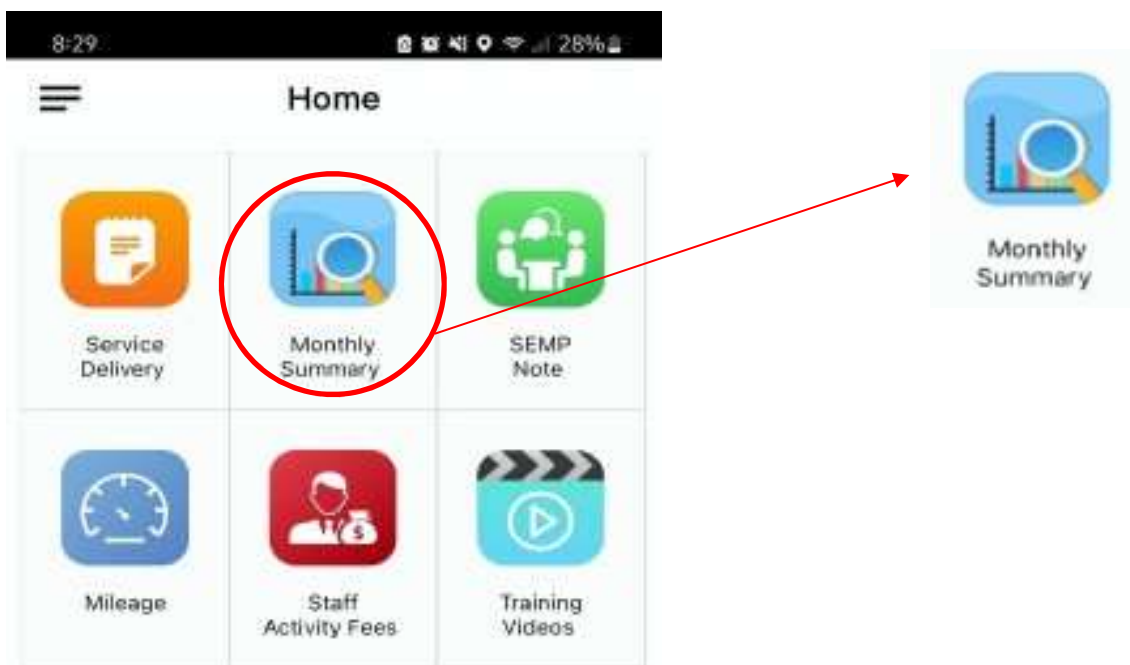 8:29
28%
Home
Service
Delivery
Monthly
Summary
SEMP
Note
Mileage
Staff
Activity Fees
Training
Videos
Monthly
Summary